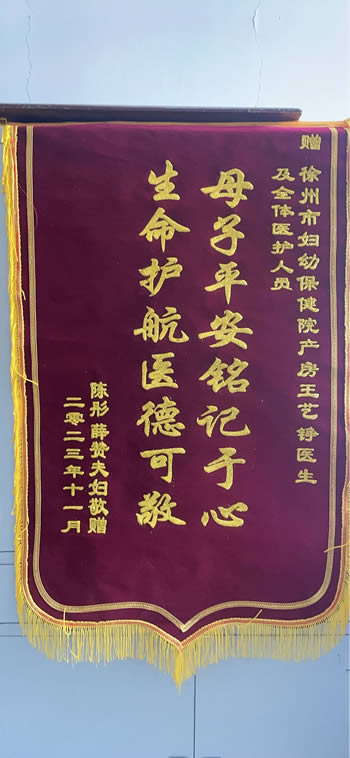 赠 徐州市妇幼保健院产房王艺铮医生
及全体医护人员
母子平安铭记于心
生命护航医德可敬
陈彤 薛赞夫妇敬赠
二零二三年十一月